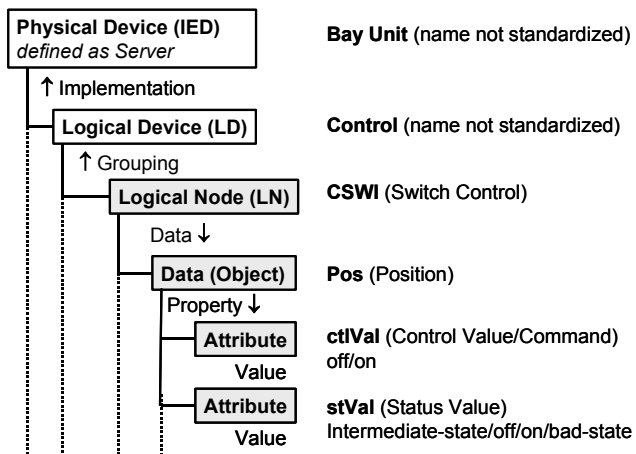 Physical Device (IED)
defined as Server
Bay Unit (name not standardized)
↑ Implementation
Logical Device (LD)
Control (name not standardized)
↑ Grouping
Logical Node (LN)
CSWI (Switch Control)
Data ↓
Data (Object)
Pos (Position)
Property ↓
Attribute
ctlVal (Control Value/Command)
Value
off/on
Attribute
stVal (Status Value)
Value
Intermediate-state/off/on/bad-state